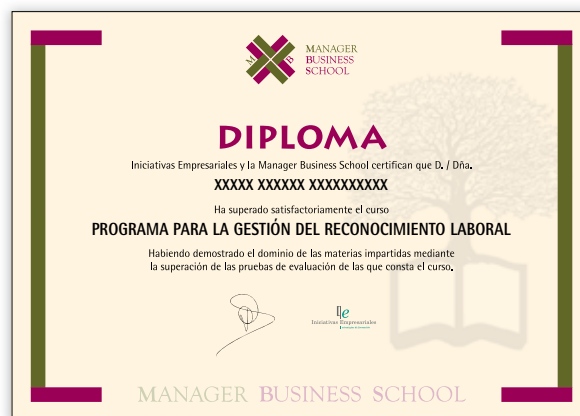 M B
MANAGER
BUSINESS
SCHOOL
DIPLOMA
Iniciativas Empresariales y la Manager Business School certifican que D. / Dña.
XXXXX XXXXXX XXXXXXXXXX
Ha superado satisfactoriamente el curso
PROGRAMA PARA LA GESTIÓN DEL RECONOCIMIENTO LABORAL
Habiendo demostrado el dominio de las materias impartidas mediante
la superación de las pruebas de evaluación de las que consta el curso.
Ie
Iniciativas Empresariales
MANAGER BUSINESS SCHOOL